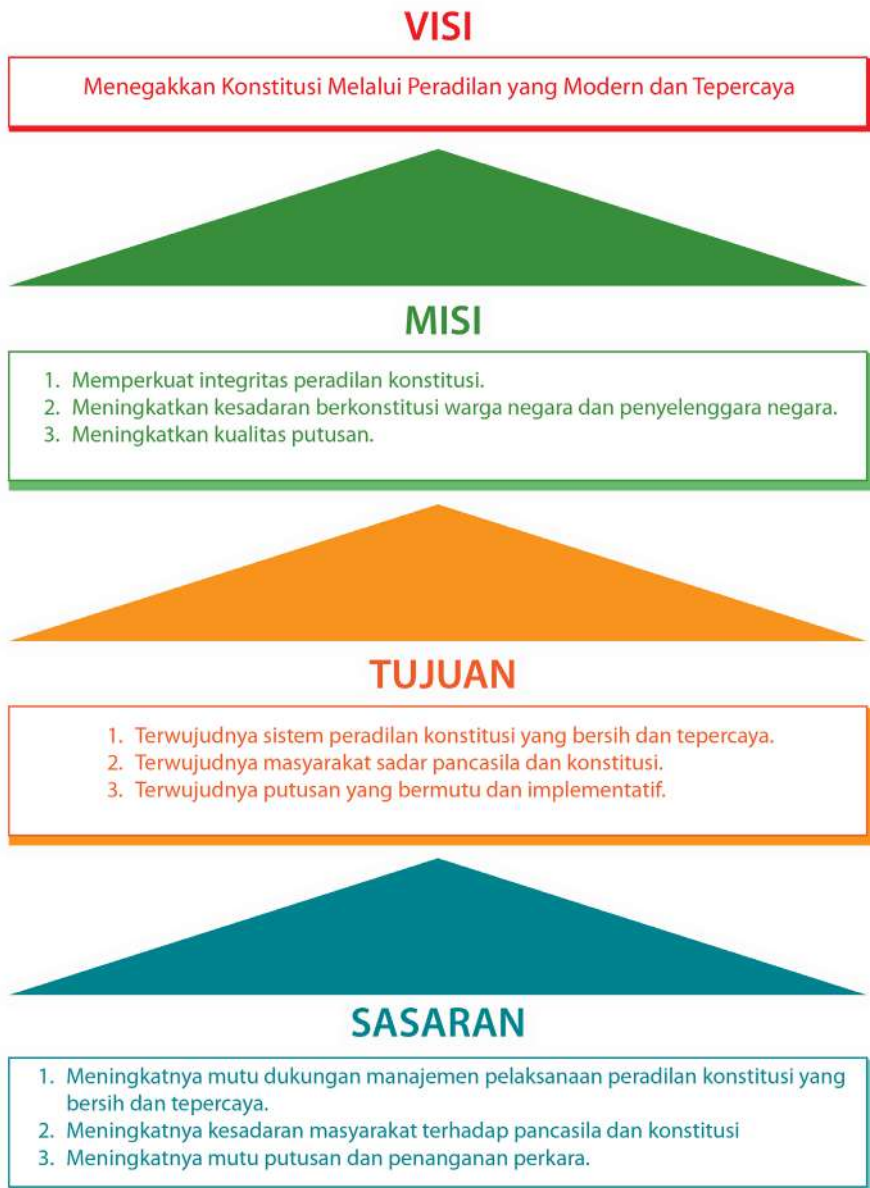 VISI
Menegakkan Konstitusi Melalui Peradilan yang Modern dan Tepercaya
MISI
1. Memperkuat integritas peradilan konstitusi.
2. Meningkatkan kesadaran berkonstitusi warga negara dan penyelenggara negara.
3. Meningkatkan kualitas putusan.
TUJUAN
1. Terwujudnya sistem peradilan konstitusi yang bersih dan tepercaya.
2. Terwujudnya masyarakat sadar pancasila dan konstitusi.
3. Terwujudnya putusan yang bermutu dan implementatif.
SASARAN
1. Meningkatnya mutu dukungan manajemen pelaksanaan peradilan konstitusi yang
bersih dan tepercaya.
2. Meningkatnya kesadaran masyarakat terhadap pancasila dan konstitusi
3. Meningkatnya mutu putusan dan penanganan perkara.